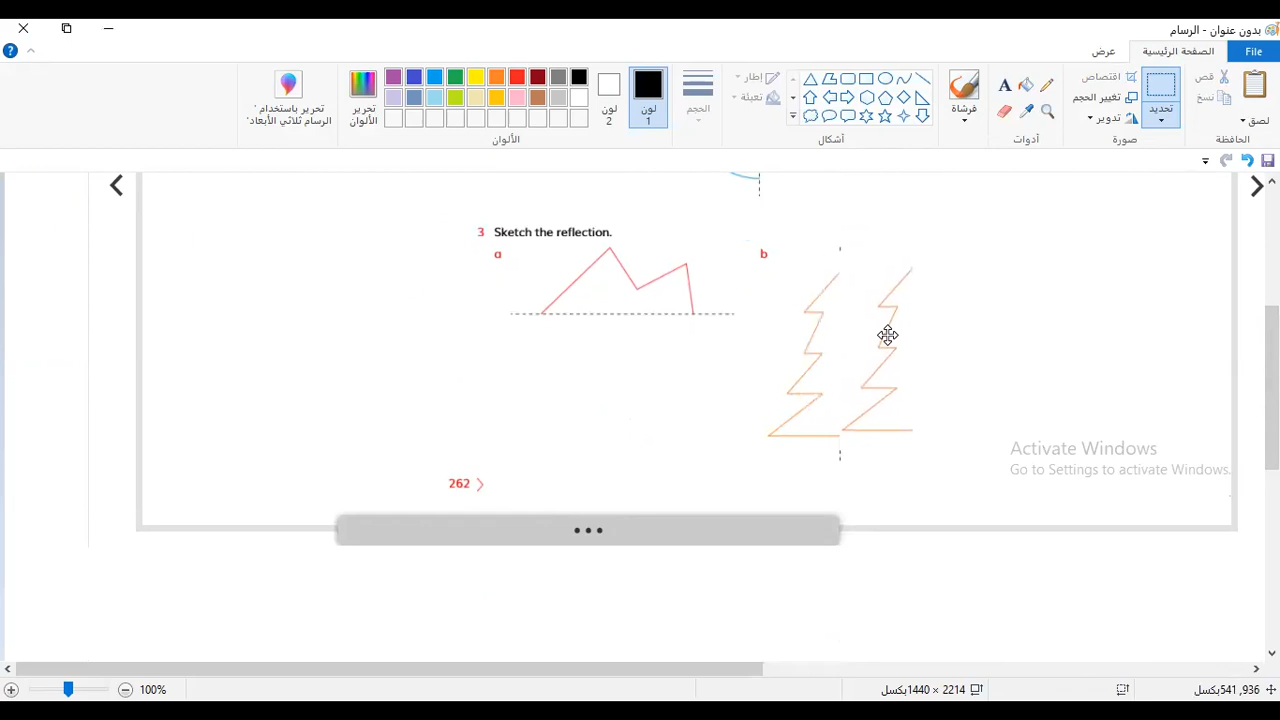 بدون عنوان - الرسام
File
الصفحة الرئيسية
عرض
لصق
قص
نسخ
الحافظة
تحديد
اقتصاص
تغيير الحجم
تدوير
صورة
A
أدوات
فرشاة
إطار
تعبئة
أشكال
الحجم
لون
1
لون
2
تحرير
الألوان
الألوان
تحرير باستخدام
الرسام ثلاثي الأبعاد
3 Sketch the reflection.
a
b
262
Activate Windows
Go to Settings to activate Windows.
100%
1440 × 2214بكسل
541, 936بكسل